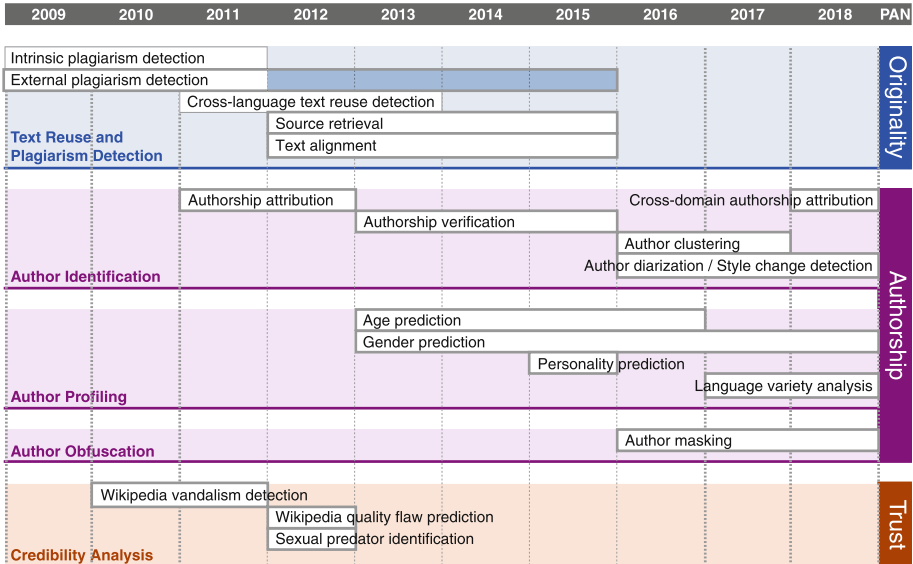 2009 2010 2011 2012 2013 2014 2015 2016 2017 2018 PAN
Intrinsic plagiarism detection
External plagiarism detection
Cross-language text reuse detection
Source retrieval
Text alignment
Text Reuse and
Plagiarism Detection
Originality
Authorship attribution
Cross-domain authorship attribution
Authorship verification
Author clustering
Author diarization / Style change detection
Author Identification
Authorship
Age prediction
Gender prediction
Personality prediction
Language variety analysis
Author Profiling
Author masking
Author Obfuscation
Wikipedia vandalism detection
Wikipedia quality flaw prediction
Sexual predator identification
Credibility Analysis
Trust